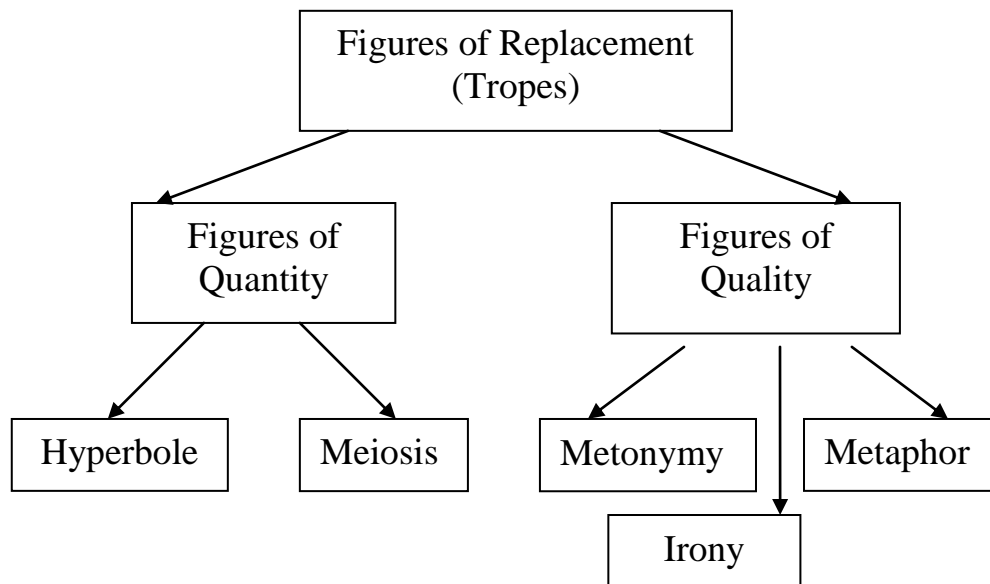 Figures of Replacement
(Tropes)
Figures of
Quantity
Figures of
Quality
Hyperbole
Meiosis
Metonymy
Metaphor
Irony